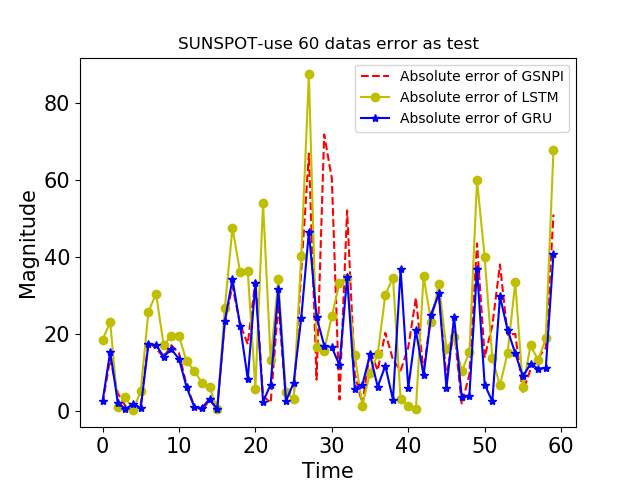 SUNSPOT-use 60 datas error as test
Absolute error of GSNPI
Absolute error of LSTM
Absolute error of GRU
Magnitude
80
60
40
20
0
0 10 20 30 40 50 60
Time